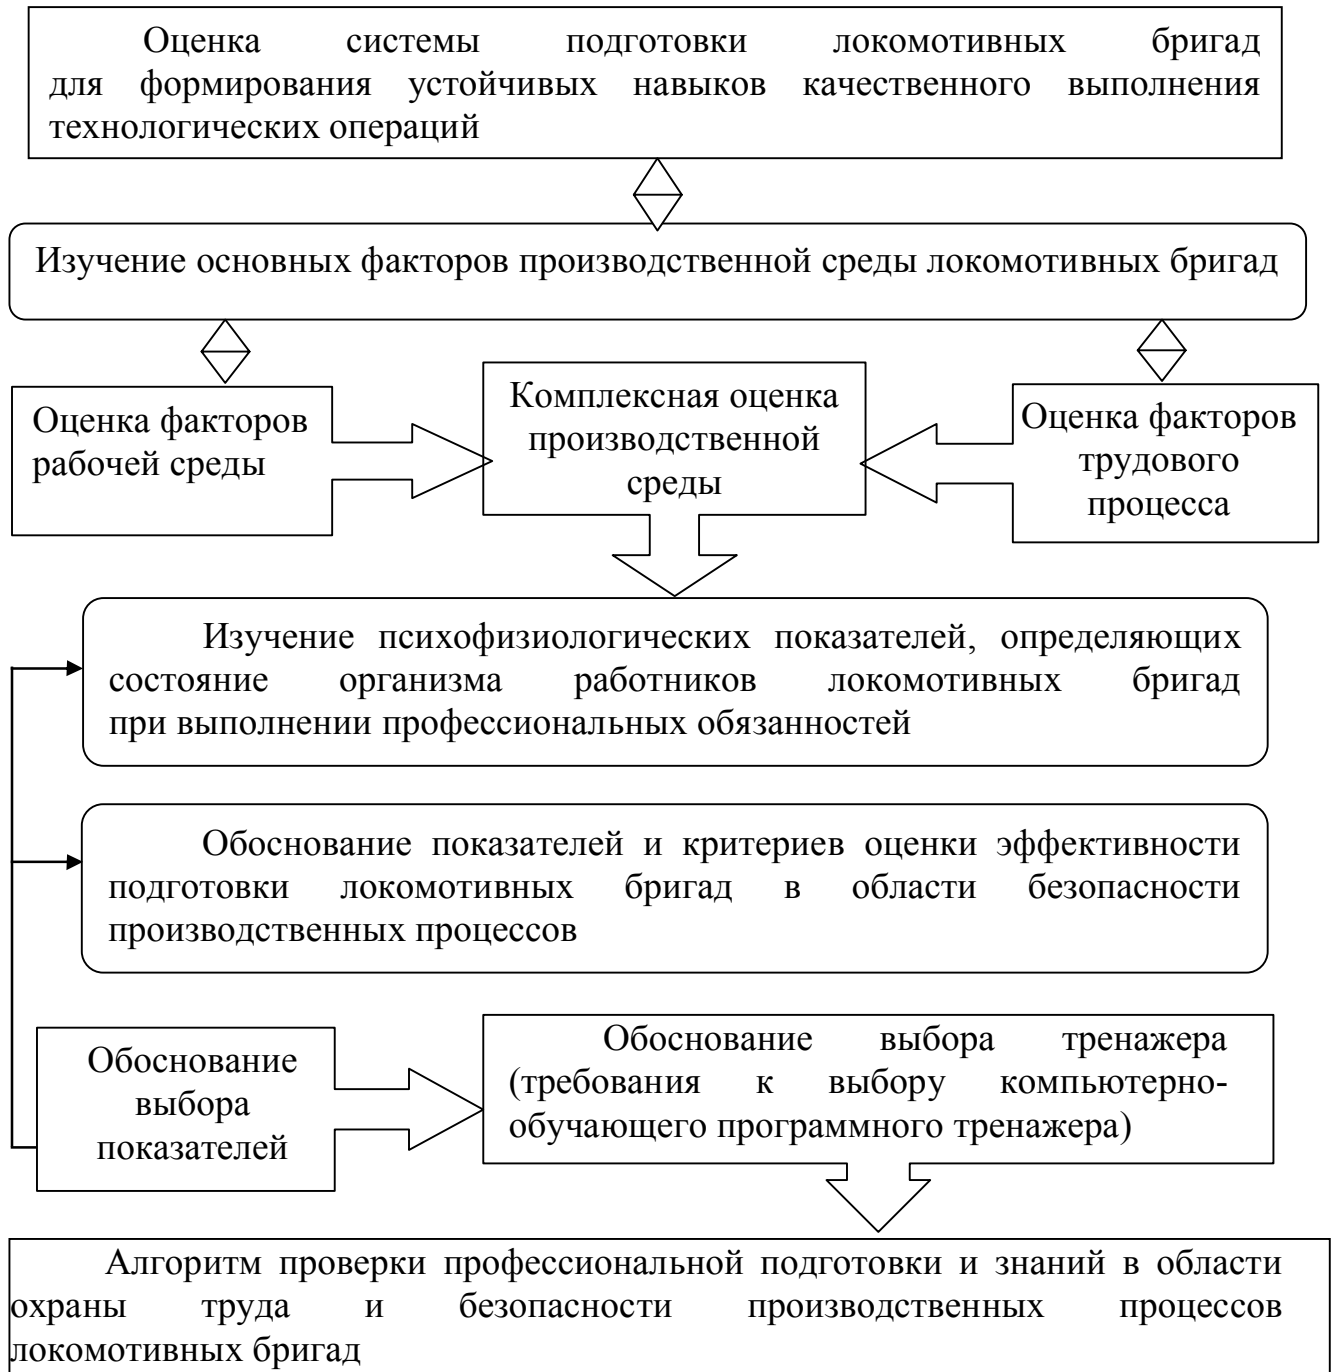 Оценка системы подготовки локомотивных бригад
для формирования устойчивых навыков качественного выполнения
технологических операций
Изучение основных факторов производственной среды локомотивных бригад
Оценка факторов
рабочей среды
Комплексная оценка
производственной
среды
Оценка факторов
трудового
процесса
Изучение психофизиологических показателей, определяющих
состояние организма работников локомотивных бригад
при выполнении профессиональных обязанностей
Обоснование показателей и критериев оценки эффективности
подготовки локомотивных бригад в области безопасности
производственных процессов
Обоснование
выбора
показателей
Обоснование выбора тренажера
(требования к выбору компьютерно-
обучающего программного тренажера)
Алгоритм проверки профессиональной подготовки и знаний в области
охраны труда и безопасности производственных процессов
локомотивных бригад